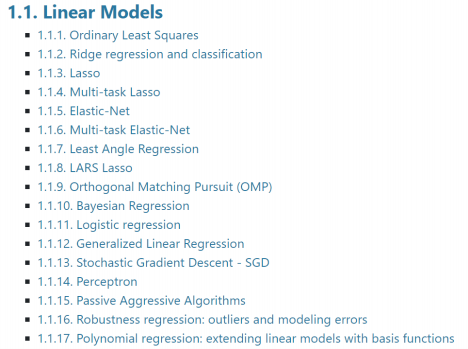 1.1. Linear Models
1.1.1. Ordinary Least Squares
1.1.2. Ridge regression and classification
1.1.3. Lasso
1.1.4. Multi-task Lasso
1.1.5. Elastic-Net
1.1.6. Multi-task Elastic-Net
1.1.7. Least Angle Regression
1.1.8. LARS Lasso
1.1.9. Orthogonal Matching Pursuit (OMP)
1.1.10. Bayesian Regression
1.1.11. Logistic regression
1.1.12. Generalized Linear Regression
1.1.13. Stochastic Gradient Descent - SGD
1.1.14. Perceptron
1.1.15. Passive Aggressive Algorithms
1.1.16. Robustness regression: outliers and modeling errors
1.1.17. Polynomial regression: extending linear models with basis functions